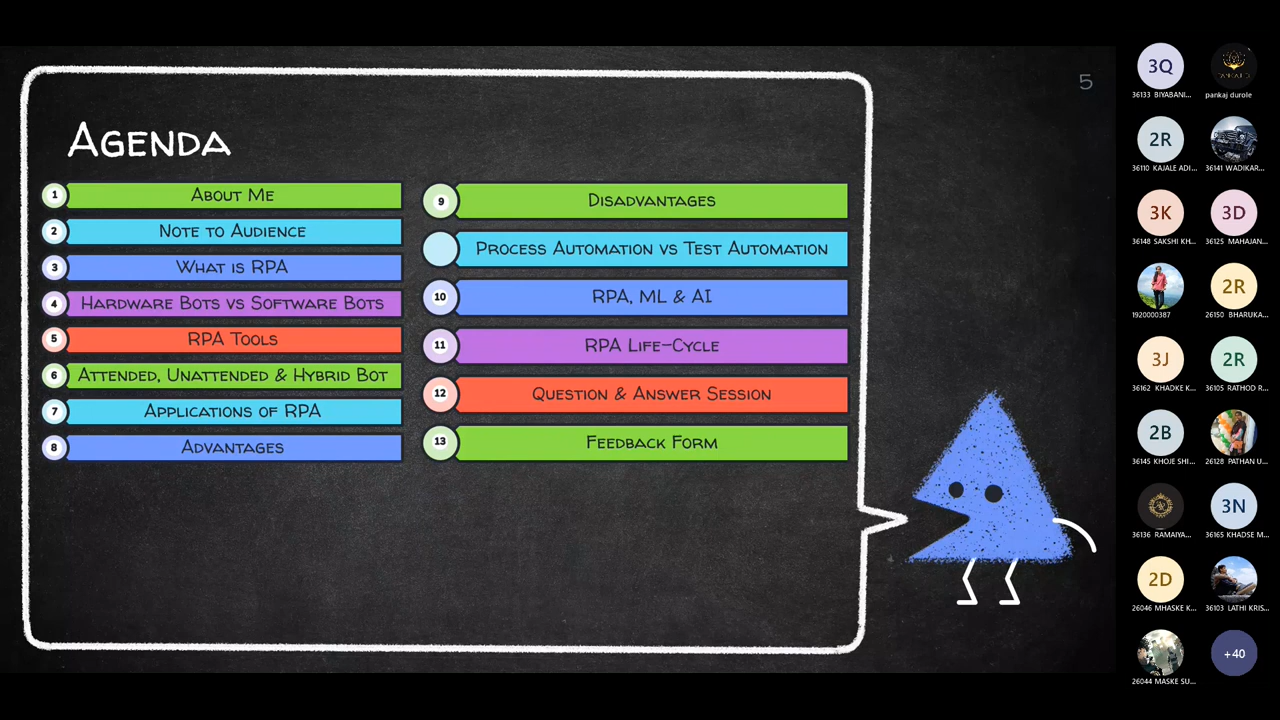 5
Agenda
1 About Me
2 Note to Audience
3 What is RPA
4 Hardware Bots vs Software Bots
5 RPA Tools
6 Attended, Unattended & Hybrid Bot
7 Applications of RPA
8 Advantages
9 Disadvantages
Process Automation vs Test Automation
10 RPA, ML & AI
11 RPA Life-Cycle
12 Question & Answer Session
13 Feedback Form
3Q
36133 BIYABANI...
pankaj durole
2R
36110 KAJALE ADI...
36141 WADIKAR...
3K
36148 SAKSHI KH...
3D
36125 MAHAJAN...
1920000387
2R
26150 BHARUKA...
3J
36162 KHADKE K...
2R
36105 RATHOD R...
2B
36145 KHOJE SHI...
26128 PATHAN U...
36136 RAMAIYA...
3N
36165 KHADSE M...
2D
26046 MHASKE K...
36103 LATHI KRIS...
26044 MASKE SU...
+40